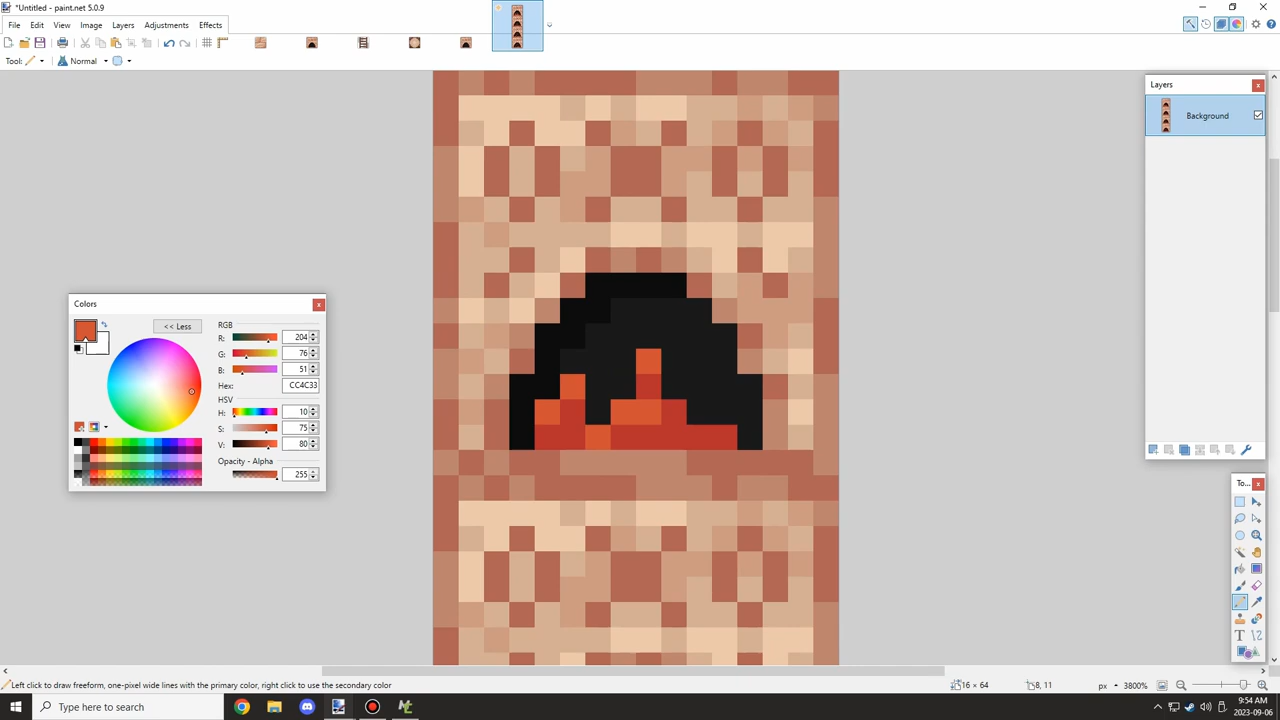 *Untitled - paint.net 5.0.9
File Edit View Image Layers Adjustments Effects
Tool:
Normal
Layers
Background
Colors
<< Less
RGB
R: 204
G: 76
B: 51
Hex: CC4C33
HSV
H: 10
S: 75
V: 80
Opacity - Alpha
255
To...
Left click to draw freeform, one-pixel wide lines with the primary color, right click to use the secondary color
16 × 64
8, 11
px
3800%
Type here to search
9:54 AM
2023-09-06